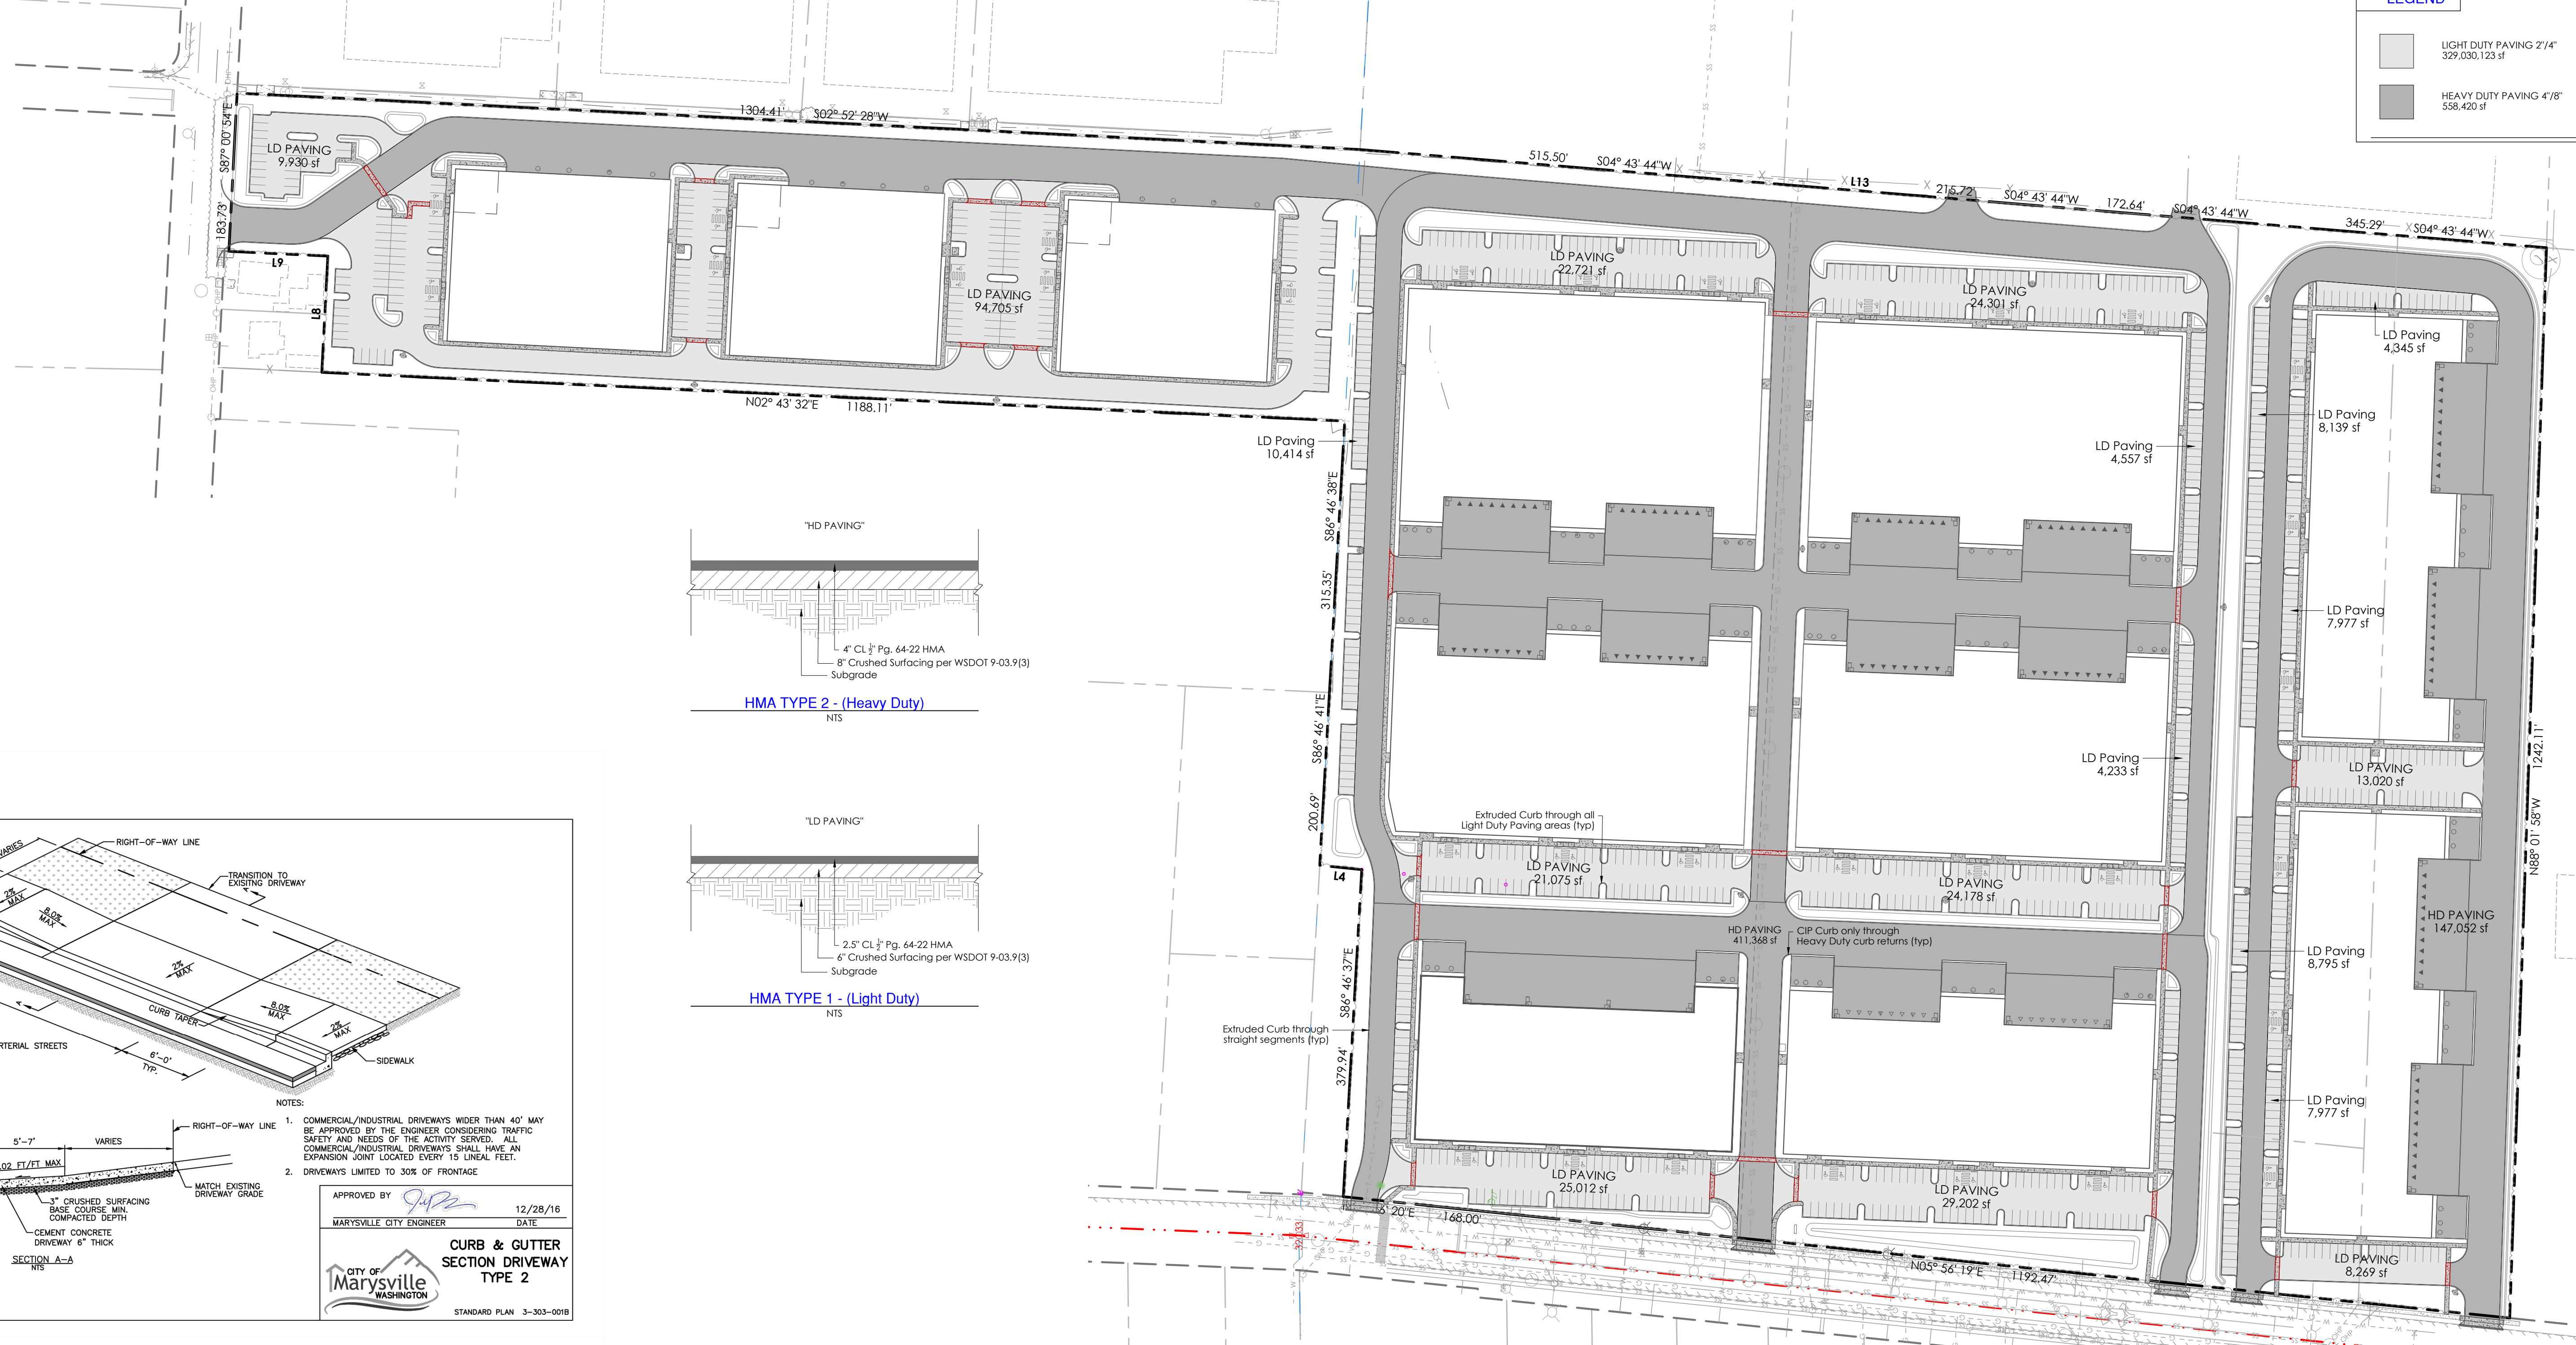 LEGEND
LIGHT DUTY PAVING 2"/4"
329,030,123 sf
HEAVY DUTY PAVING 4"/8"
558,420 sf
1304.41'
S02° 52' 28"W
515.50'
S04° 43' 44"W
L13
215.72'
S04° 43' 44"W
172.64'
S04° 43' 44"W
345.29'
S04° 43' 44"W
S87° 00' 54"E
183.73'
L9
L8
LD PAVING
9,930 sf
LD PAVING
94,705 sf
N02° 43' 32"E
1188.11'
LD PAVING
22,721 sf
LD PAVING
24,301 sf
LD Paving
4,345 sf
LD Paving
8,139 sf
LD Paving
10,414 sf
LD Paving
4,557 sf
S86° 46' 38"E
315.35'
LD Paving
7,977 sf
"HD PAVING"
4" CL ½" Pg. 64-22 HMA
8" Crushed Surfacing per WSDOT 9-03.9(3)
Subgrade
HMA TYPE 2 - (Heavy Duty)
NTS
S86° 46' 41"E
200.69'
LD Paving
4,233 sf
LD PAVING
13,020 sf
1242.11'
N88° 01' 58"W
"LD PAVING"
2.5" CL ½" Pg. 64-22 HMA
6" Crushed Surfacing per WSDOT 9-03.9(3)
Subgrade
HMA TYPE 1 - (Light Duty)
NTS
Extruded Curb through all
Light Duty Paving areas (typ)
L4
LD PAVING
21,075 sf
LD PAVING
24,178 sf
HD PAVING
411,368 sf
CIP Curb only through
Heavy Duty curb returns (typ)
HD PAVING
147,052 sf
LD Paving
8,795 sf
S86° 46' 37"E
379.94'
Extruded Curb through
straight segments (typ)
LD Paving
7,977 sf
LD PAVING
25,012 sf
LD PAVING
29,202 sf
LD PAVING
8,269 sf
6' 20"E
168.00'
N05° 56' 19"E
1192.47'
VARIES
RIGHT-OF-WAY LINE
TRANSITION TO
EXISITNG DRIVEWAY
2%
MAX
8.0%
MAX
2%
MAX
8.0%
MAX
2%
MAX
A
CURB TAPER
RTERIAL STREETS
6'-0"
TYP.
SIDEWALK
NOTES:
1. COMMERCIAL/INDUSTRIAL DRIVEWAYS WIDER THAN 40' MAY
BE APPROVED BY THE ENGINEER CONSIDERING TRAFFIC
SAFETY AND NEEDS OF THE ACTIVITY SERVED. ALL
COMMERCIAL/INDUSTRIAL DRIVEWAYS SHALL HAVE AN
EXPANSION JOINT LOCATED EVERY 15 LINEAL FEET.
2. DRIVEWAYS LIMITED TO 30% OF FRONTAGE
5'-7"
VARIES
RIGHT-OF-WAY LINE
.02 FT/FT MAX
MATCH EXISTING
DRIVEWAY GRADE
3" CRUSHED SURFACING
BASE COURSE MIN.
COMPACTED DEPTH
CEMENT CONCRETE
DRIVEWAY 6" THICK
SECTION A-A
NTS
APPROVED BY
12/28/16
MARYSVILLE CITY ENGINEER
DATE
CITY OF
Marysville
WASHINGTON
CURB & GUTTER
SECTION DRIVEWAY
TYPE 2
STANDARD PLAN 3-303-001B